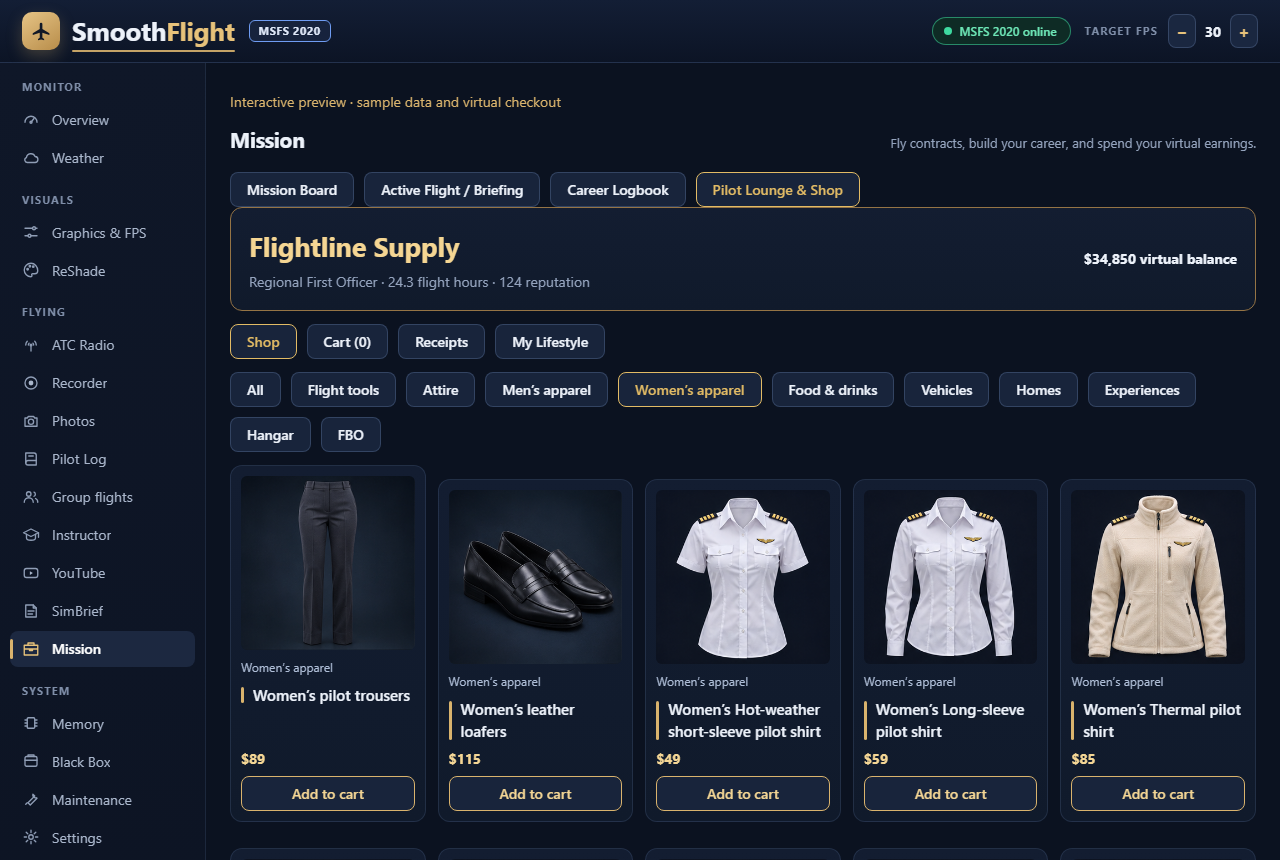 SmoothFlight
MSFS 2020
MSFS 2020 online
TARGET FPS
−
30
+
MONITOR
Overview
Weather
VISUALS
Graphics & FPS
ReShade
FLYING
ATC Radio
Recorder
Photos
Pilot Log
Group flights
Instructor
YouTube
SimBrief
Mission
SYSTEM
Memory
Black Box
Maintenance
Settings
Interactive preview · sample data and virtual checkout
Mission
Fly contracts, build your career, and spend your virtual earnings.
Mission Board
Active Flight / Briefing
Career Logbook
Pilot Lounge & Shop
Flightline Supply
Regional First Officer · 24.3 flight hours · 124 reputation
$34,850 virtual balance
Shop
Cart (0)
Receipts
My Lifestyle
All
Flight tools
Attire
Men’s apparel
Women’s apparel
Food & drinks
Vehicles
Homes
Experiences
Hangar
FBO
Women’s apparel
Women’s pilot trousers
$89
Add to cart
Women’s apparel
Women’s leather
loafers
$115
Add to cart
Women’s apparel
Women’s Hot-weather
short-sleeve pilot shirt
$49
Add to cart
Women’s apparel
Women’s Long-sleeve
pilot shirt
$59
Add to cart
Women’s apparel
Women’s Thermal pilot
shirt
$85
Add to cart